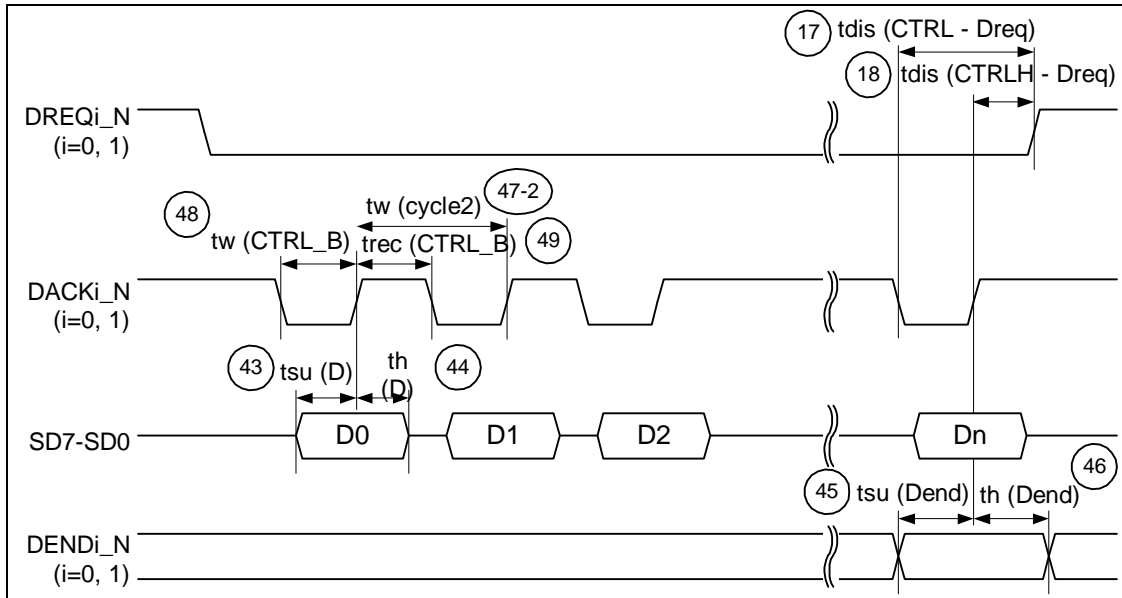 17 tdis (CTRL - Dreq)
18 tdis (CTRLH - Dreq)
DREQi_N
(i=0, 1)
47-2
48 tw (cycle2)
49
tw (CTRL_B) trec (CTRL_B)
DACKi_N
(i=0, 1)
43 tsu (D) th
(D) 44
SD7-SD0 D0 D1 D2 Dn
46
45 tsu (Dend) th (Dend)
DENDi_N
(i=0, 1)